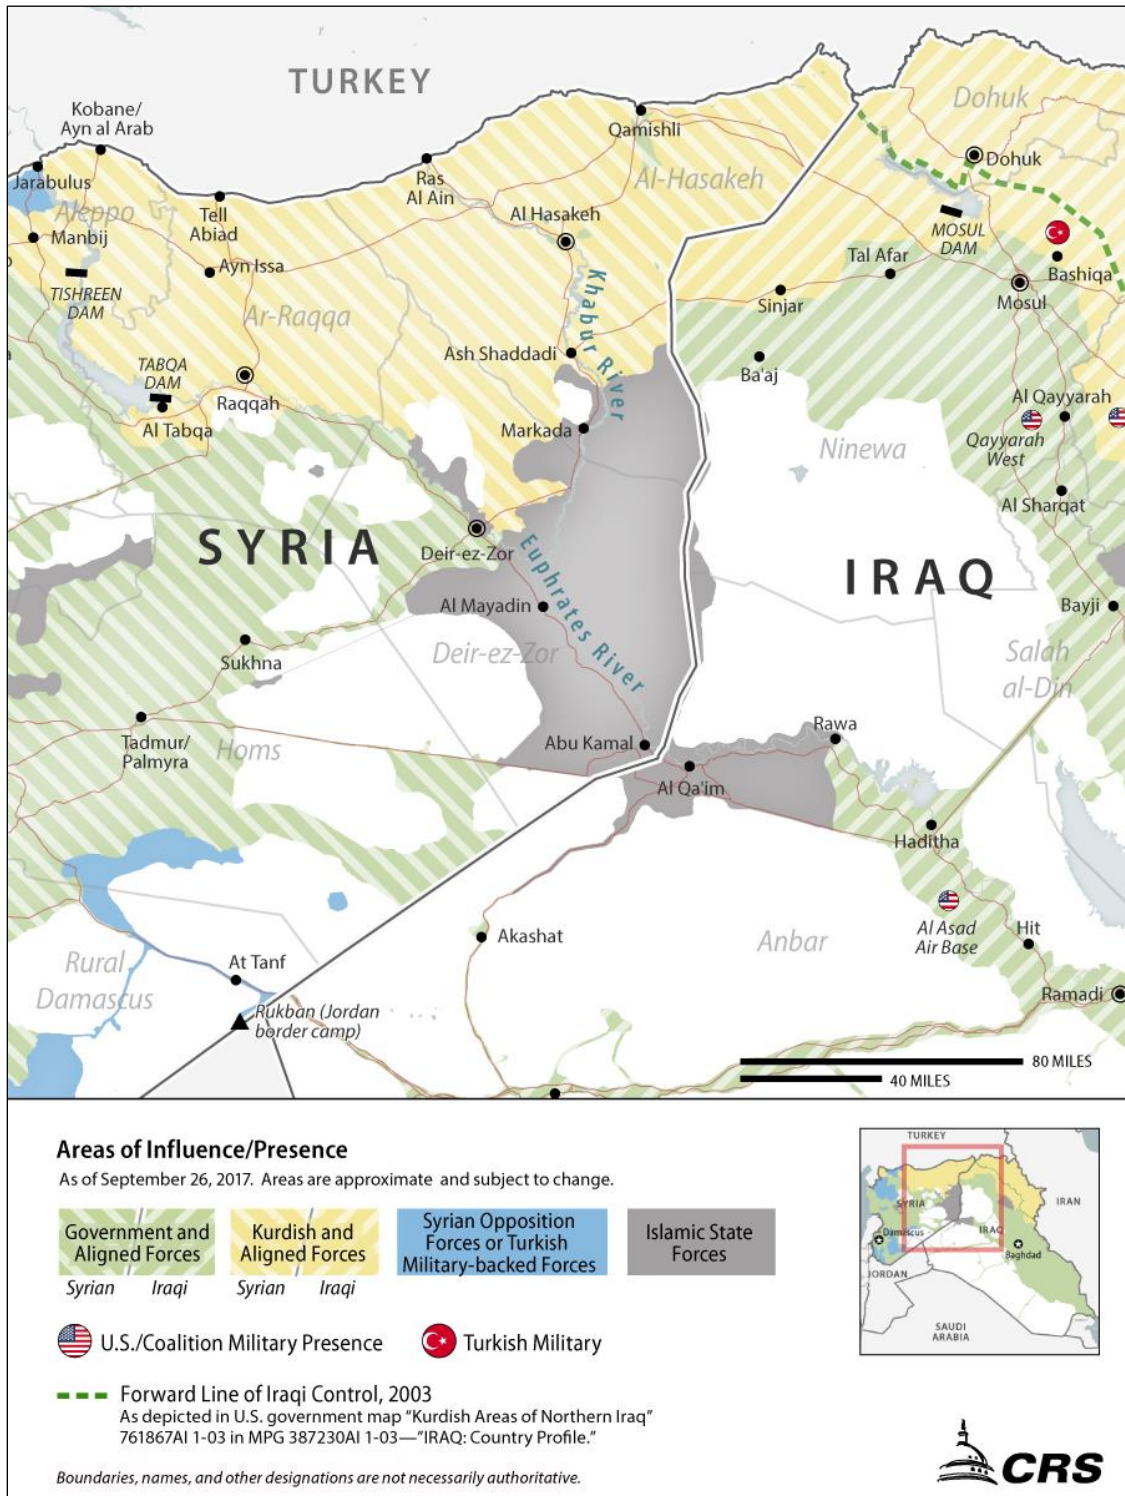 TURKEY
Kobane/
Ayn al Arab
Jarabulus
Aleppo
Manbij
TISHREEN
DAM
Tell
Abiad
Ayn Issa
Ar-Raqqa
Ras
Al Ain
Qamishli
Al-Hasakeh
Al Hasakeh
Khabur River
Ash Shaddadi
TABQA
DAM
Al Tabqa
Raqqah
Markada
Dohuk
Dohuk
MOSUL
DAM
Bashiqa
Tal Afar
Sinjar
Mosul
Ba'aj
Al Qayyarah
Qayyarah
West
Ninewa
Al Sharqat
SYRIA
Deir-ez-Zor
Euphrates River
Al Mayadin
Deir-ez-Zor
IRAQ
Bayji
Salah
al-Din
Sukhna
Tadmur/
Palmyra
Homs
Abu Kamal
Al Qa'im
Rawa
Haditha
Al Asad
Air Base
Hit
Ramadi
Akashat
Anbar
Rural
Damascus
At Tanf
Rukban (Jordan
border camp)
80 MILES
40 MILES
Areas of Influence/Presence
As of September 26, 2017. Areas are approximate and subject to change.
Government and
Aligned Forces
Syrian Iraqi
Kurdish and
Aligned Forces
Syrian Iraqi
Syrian Opposition
Forces or Turkish
Military-backed Forces
Islamic State
Forces
U.S./Coalition Military Presence
Turkish Military
Forward Line of Iraqi Control, 2003
As depicted in U.S. government map "Kurdish Areas of Northern Iraq"
761867AI 1-03 in MPG 387230AI 1-03—"IRAQ: Country Profile."
Boundaries, names, and other designations are not necessarily authoritative.
TURKEY
SYRIA
IRAN
IRAQ
Damascus
Baghdad
JORDAN
SAUDI
ARABIA
CRS